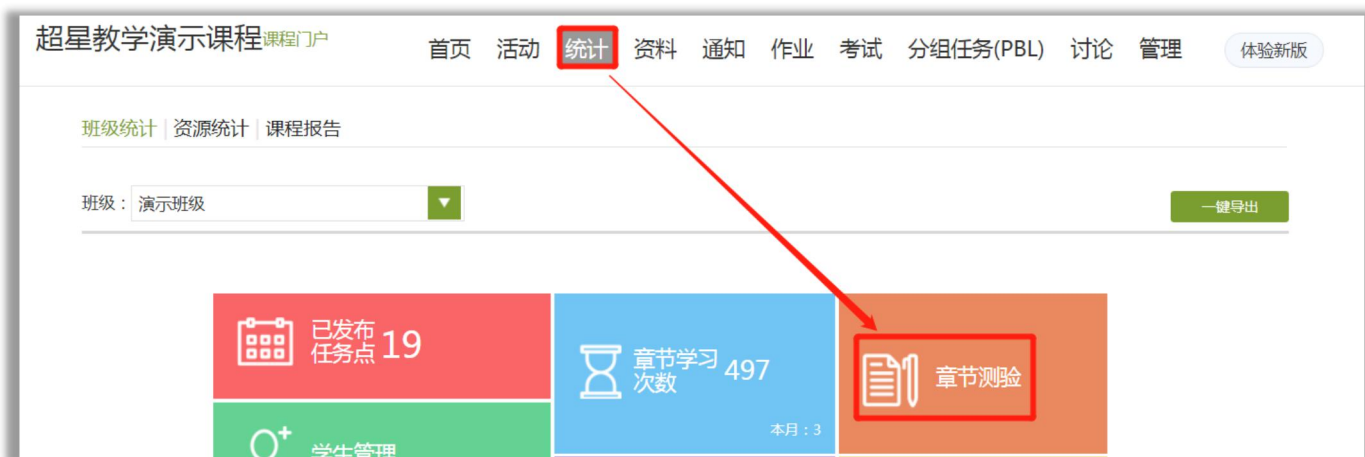 超星教学演示课程课程门户 首页 活动 统计 资料 通知 作业 考试 分组任务(PBL) 讨论 管理 体验新版
班级统计 资源统计 课程报告
班级： 演示班级 一键导出
已发布
任务点 19
章节学习
次数 497
本月：3
章节测验
学生管理